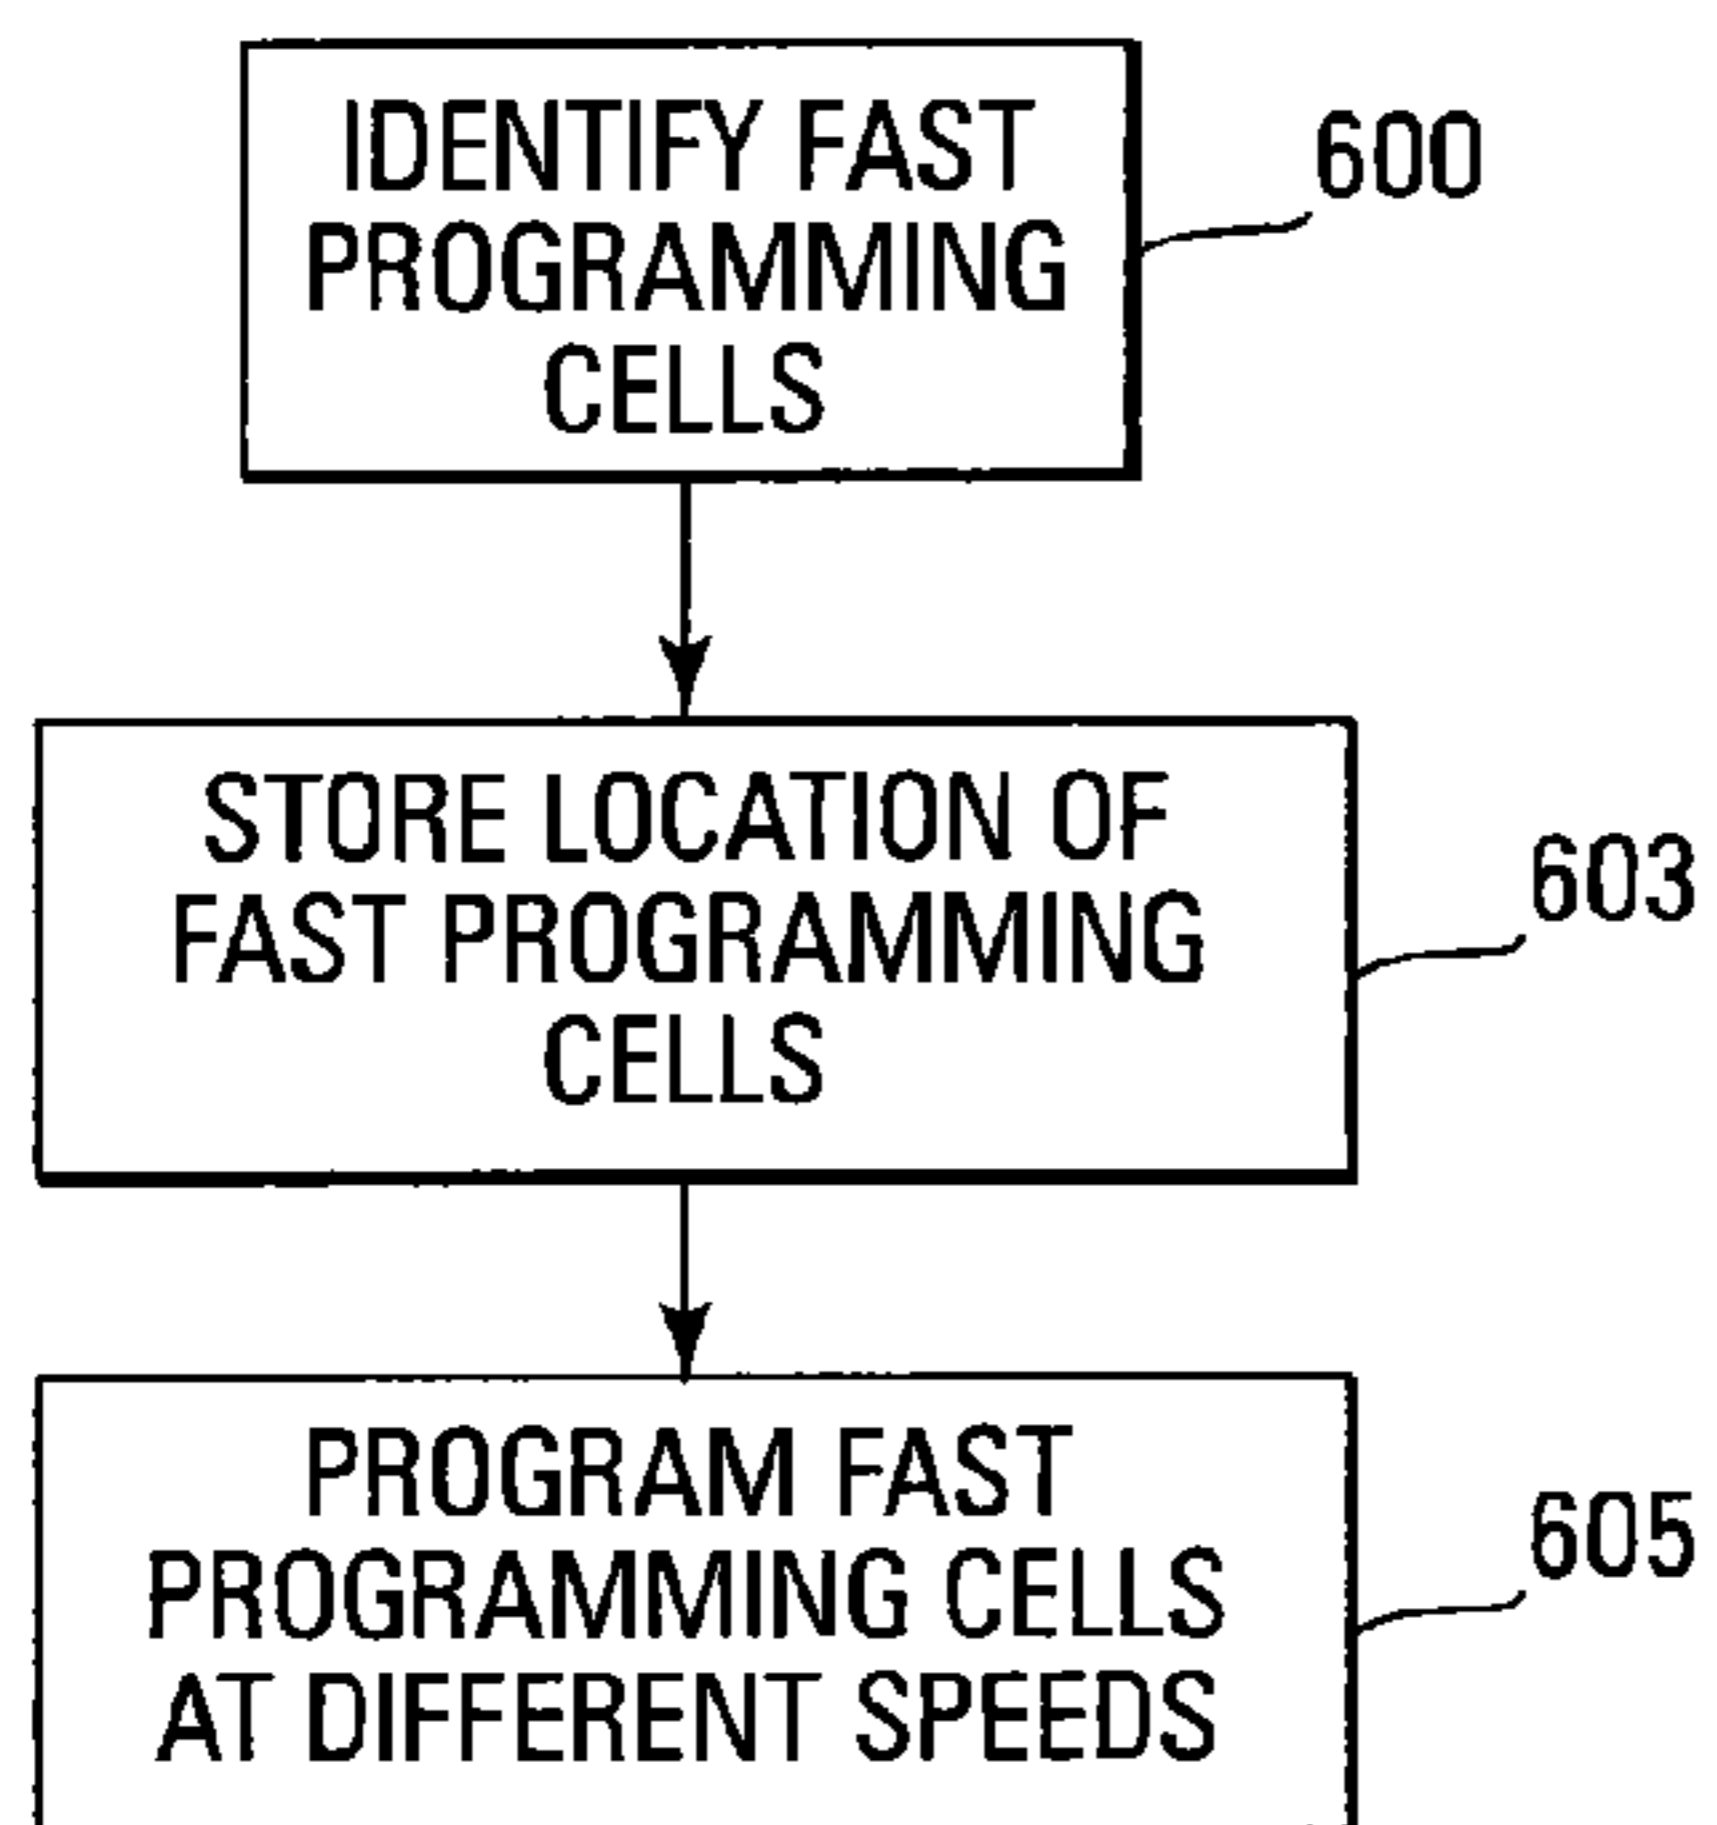 IDENTIFY FAST
PROGRAMMING
CELLS
600
STORE LOCATION OF
FAST PROGRAMMING
CELLS
603
PROGRAM FAST
PROGRAMMING CELLS
AT DIFFERENT SPEEDS
605